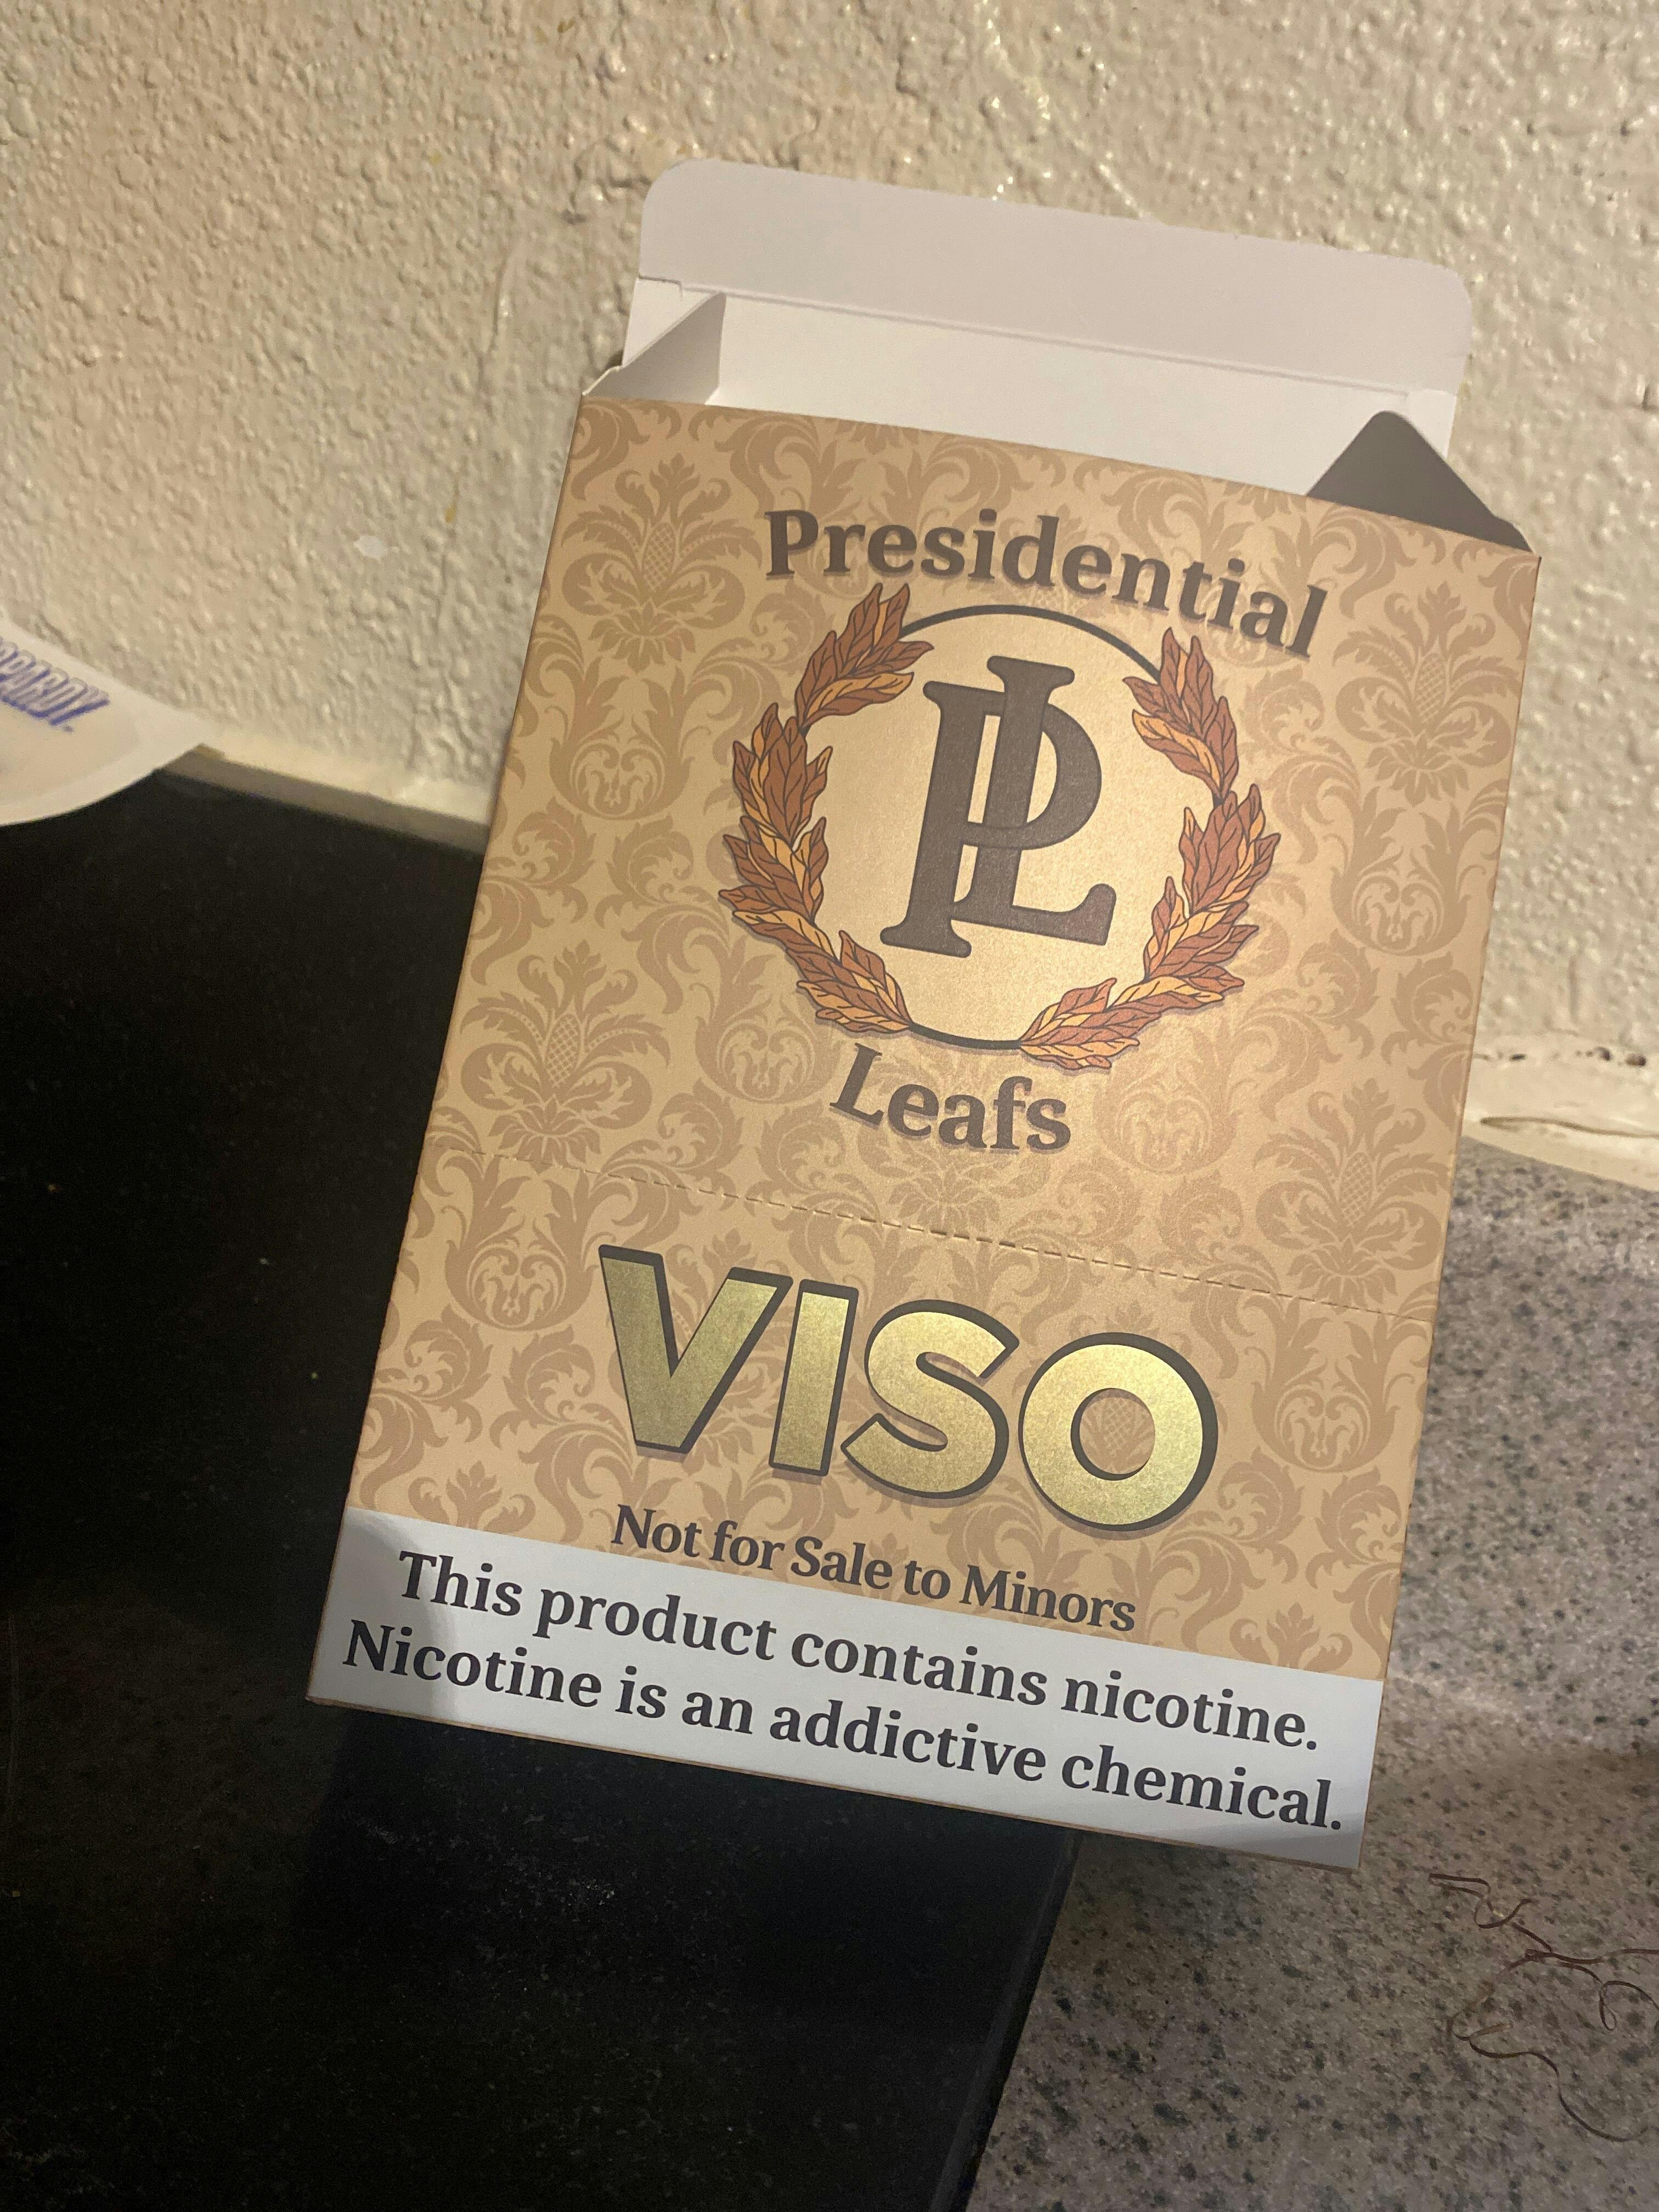 Presidential
PL
Leafs
VISO
Not for Sale to Minors
This product contains nicotine.
Nicotine is an addictive chemical.